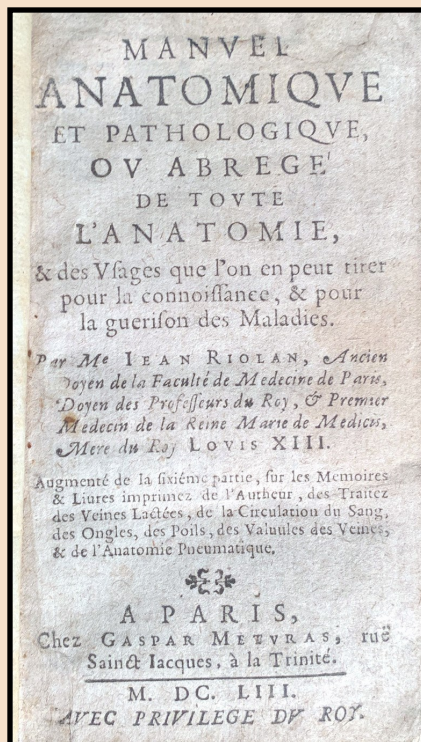 MANVEL
ANATOMIQVE
ET PATHOLOGIQVE,
OV ABREGE'
DE TOVTE
L'ANATOMIE,
& des Vſages que l'on en peut tirer
pour la connoiſſance, & pour
la gueriſon des Maladies.
Par Me IEAN RIOLAN, Ancien
Doyen de la Faculté de Medecine de Paris,
Doyen des Profeſſeurs du Roy, & Premier
Medecin de la Reine Marie de Medicis,
Mere du Roy LOVIS XIII.
Augmenté de la ſixiéme partie, ſur les Memoires
& Liures imprimez de l'Autheur, des Traitez
des Veines Lactées, de la Circulation du Sang,
des Ongles, des Poils, des Valuules des Veines,
& de l'Anatomie Pneumatique.
A PARIS,
Chez GASPAR METVRAS, ruë
Sainct Iacques, à la Trinité.
M. DC. LIII.
AVEC PRIVILEGE DV ROY.